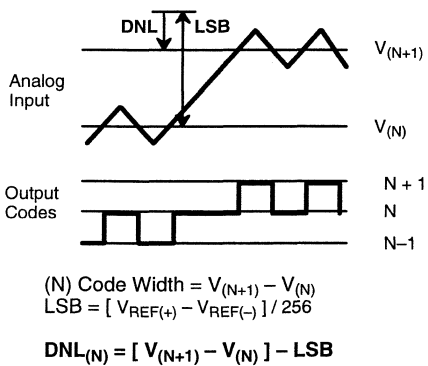 DNL
LSB
V(N+1)
Analog
Input
V(N)
Output
Codes
N + 1
N
N–1
(N) Code Width = V(N+1) – V(N)
LSB = [ VREF(+) – VREF(–) ] / 256
DNL(N) = [ V(N+1) – V(N) ] – LSB